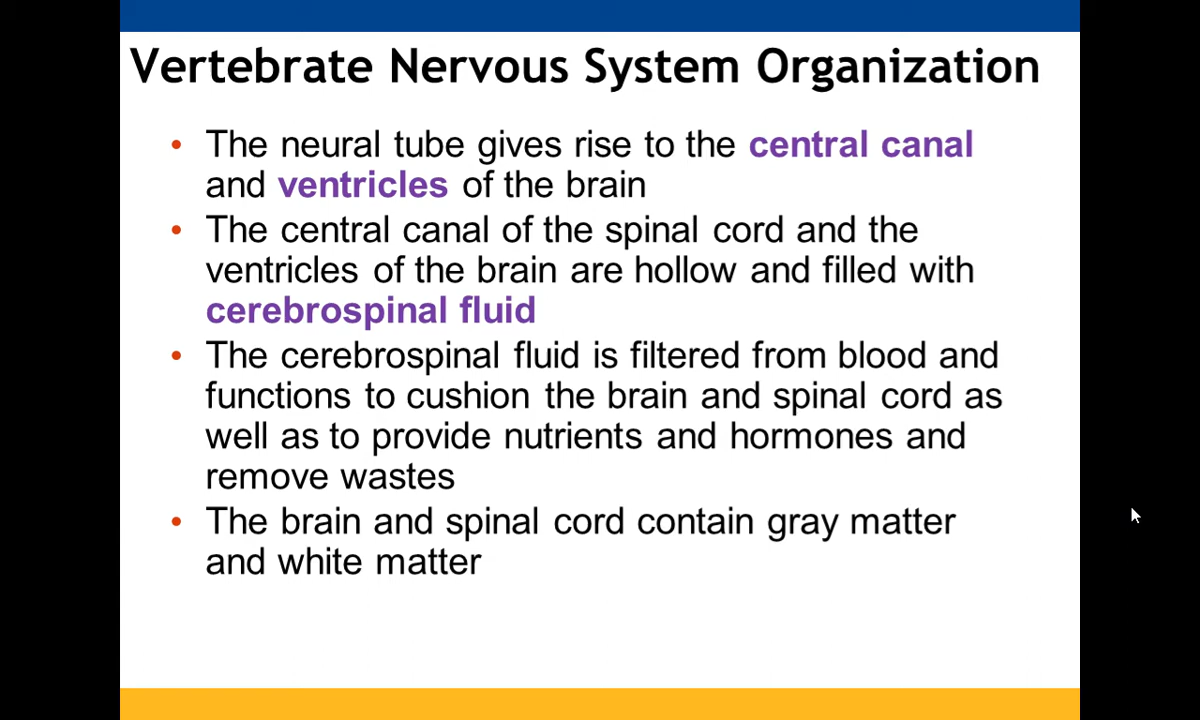 Vertebrate Nervous System Organization
• The neural tube gives rise to the central canal
and ventricles of the brain
• The central canal of the spinal cord and the
ventricles of the brain are hollow and filled with
cerebrospinal fluid
• The cerebrospinal fluid is filtered from blood and
functions to cushion the brain and spinal cord as
well as to provide nutrients and hormones and
remove wastes
• The brain and spinal cord contain gray matter
and white matter